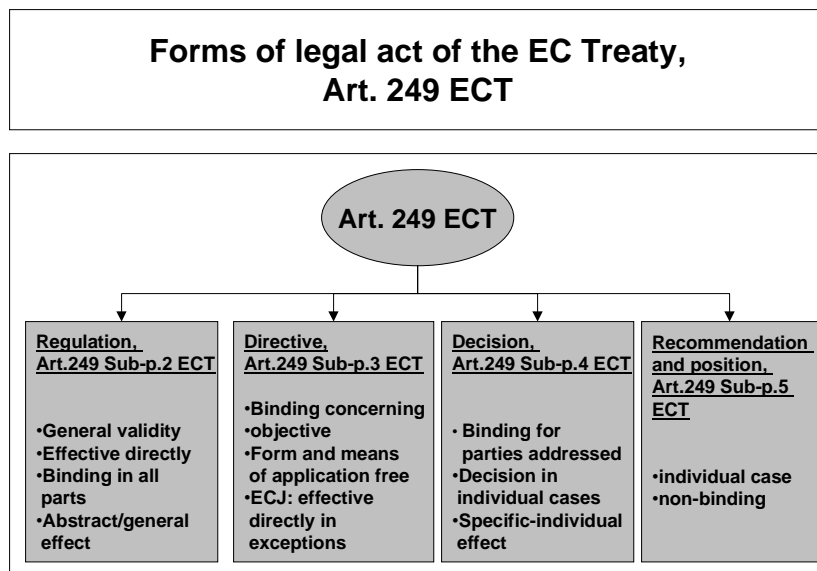 Forms of legal act of the EC Treaty,
Art. 249 ECT
Art. 249 ECT
Regulation,
Art.249 Sub-p.2 ECT
•General validity
•Effective directly
•Binding in all
parts
•Abstract/general
effect
Directive,
Art.249 Sub-p.3 ECT
•Binding concerning
•objective
•Form and means
of application free
•ECJ: effective
directly in
exceptions
Decision,
Art.249 Sub-p.4 ECT
• Binding for
parties addressed
•Decision in
individual cases
•Specific-individual
effect
Recommendation
and position,
Art.249 Sub-p.5
ECT
•individual case
•non-binding